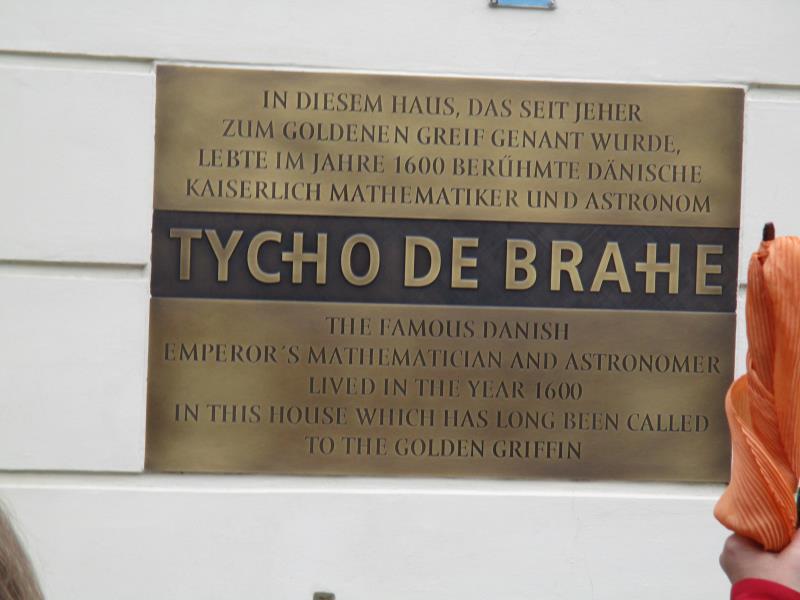 IN DIESEM HAUS, DAS SEIT JEHER
ZUM GOLDENEN GREIF GENANT WURDE,
LEBTE IM JAHRE 1600 BERŰHMTE DÄNISCHE
KAISERLICH MATHEMATIKER UND ASTRONOM
TYCHO DE BRAHE
THE FAMOUS DANISH
EMPEROR´S MATHEMATICIAN AND ASTRONOMER
LIVED IN THE YEAR 1600
IN THIS HOUSE WHICH HAS LONG BEEN CALLED
TO THE GOLDEN GRIFFIN